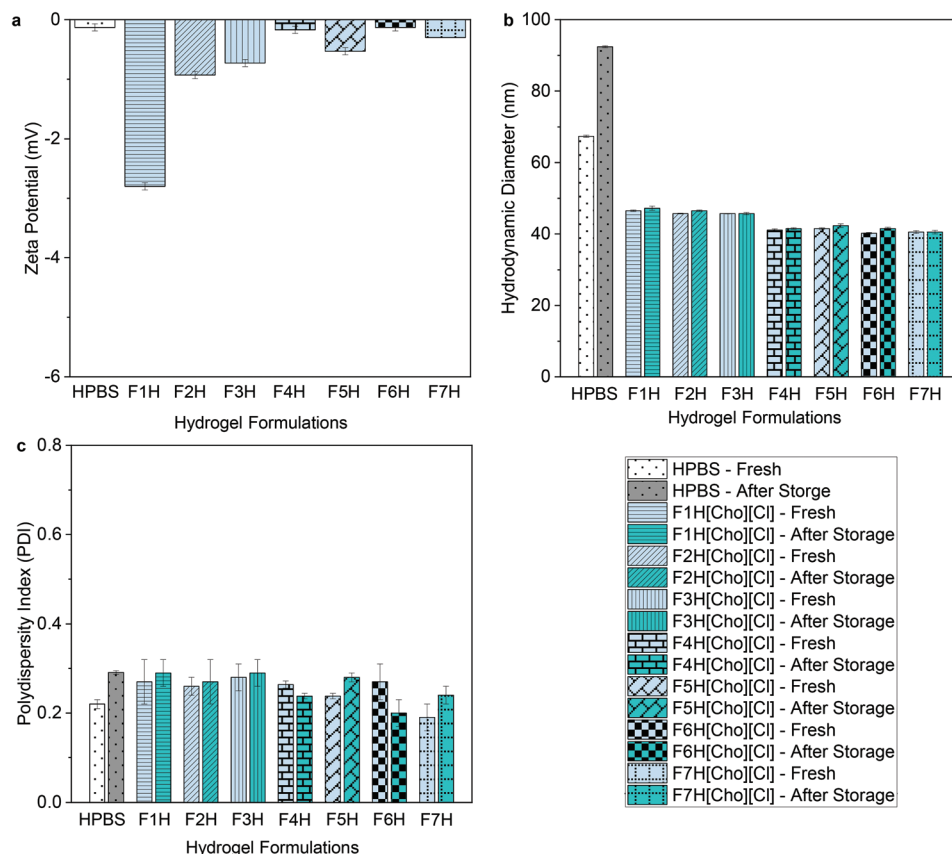 a
0
-2
-4
-6
Zeta Potential (mV)
HPBS F1H F2H F3H F4H F5H F6H F7H
Hydrogel Formulations
b
100
80
60
40
20
0
Hydrodynamic Diameter (nm)
HPBS F1H F2H F3H F4H F5H F6H F7H
Hydrogel Formulations
c
0.8
0.6
0.4
0.2
0.0
Polydispersity Index (PDI)
HPBS F1H F2H F3H F4H F5H F6H F7H
Hydrogel Formulations
HPBS - Fresh
HPBS - After Storge
F1H[Cho][Cl] - Fresh
F1H[Cho][Cl] - After Storage
F2H[Cho][Cl] - Fresh
F2H[Cho][Cl] - After Storage
F3H[Cho][Cl] - Fresh
F3H[Cho][Cl] - After Storage
F4H[Cho][Cl] - Fresh
F4H[Cho][Cl] - After Storage
F5H[Cho][Cl] - Fresh
F5H[Cho][Cl] - After Storage
F6H[Cho][Cl] - Fresh
F6H[Cho][Cl] - After Storage
F7H[Cho][Cl] - Fresh
F7H[Cho][Cl] - After Storage